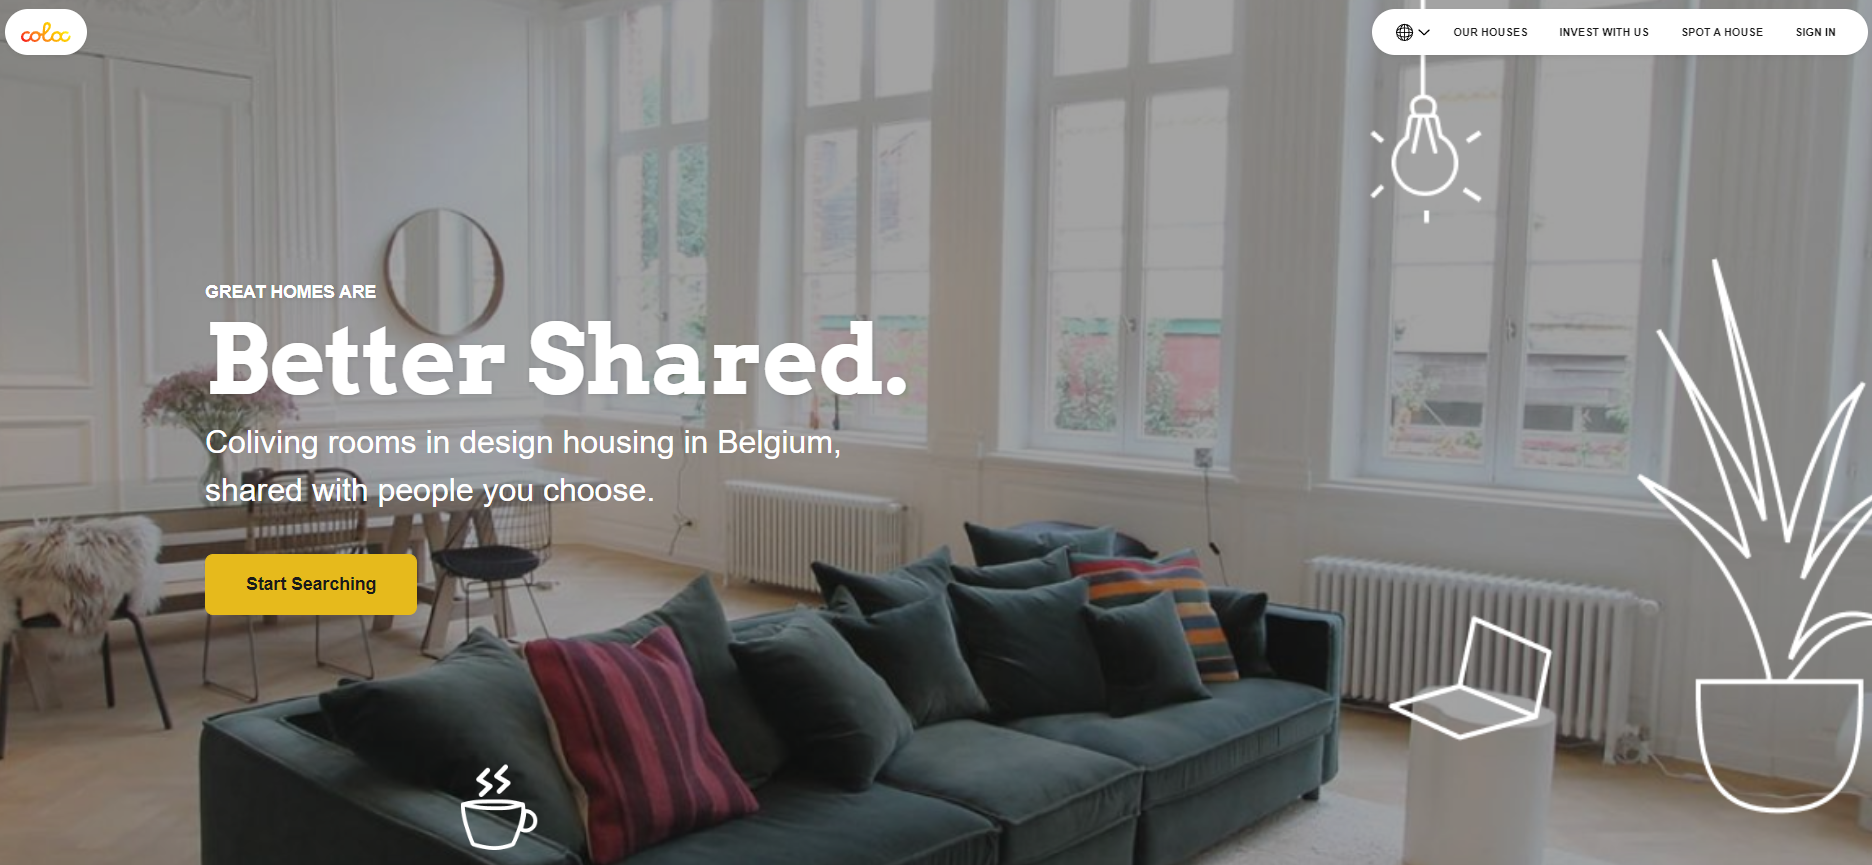 coloc
OUR HOUSES
INVEST WITH US
SPOT A HOUSE
SIGN IN
GREAT HOMES ARE
Better Shared.
Coliving rooms in design housing in Belgium,
shared with people you choose.
Start Searching